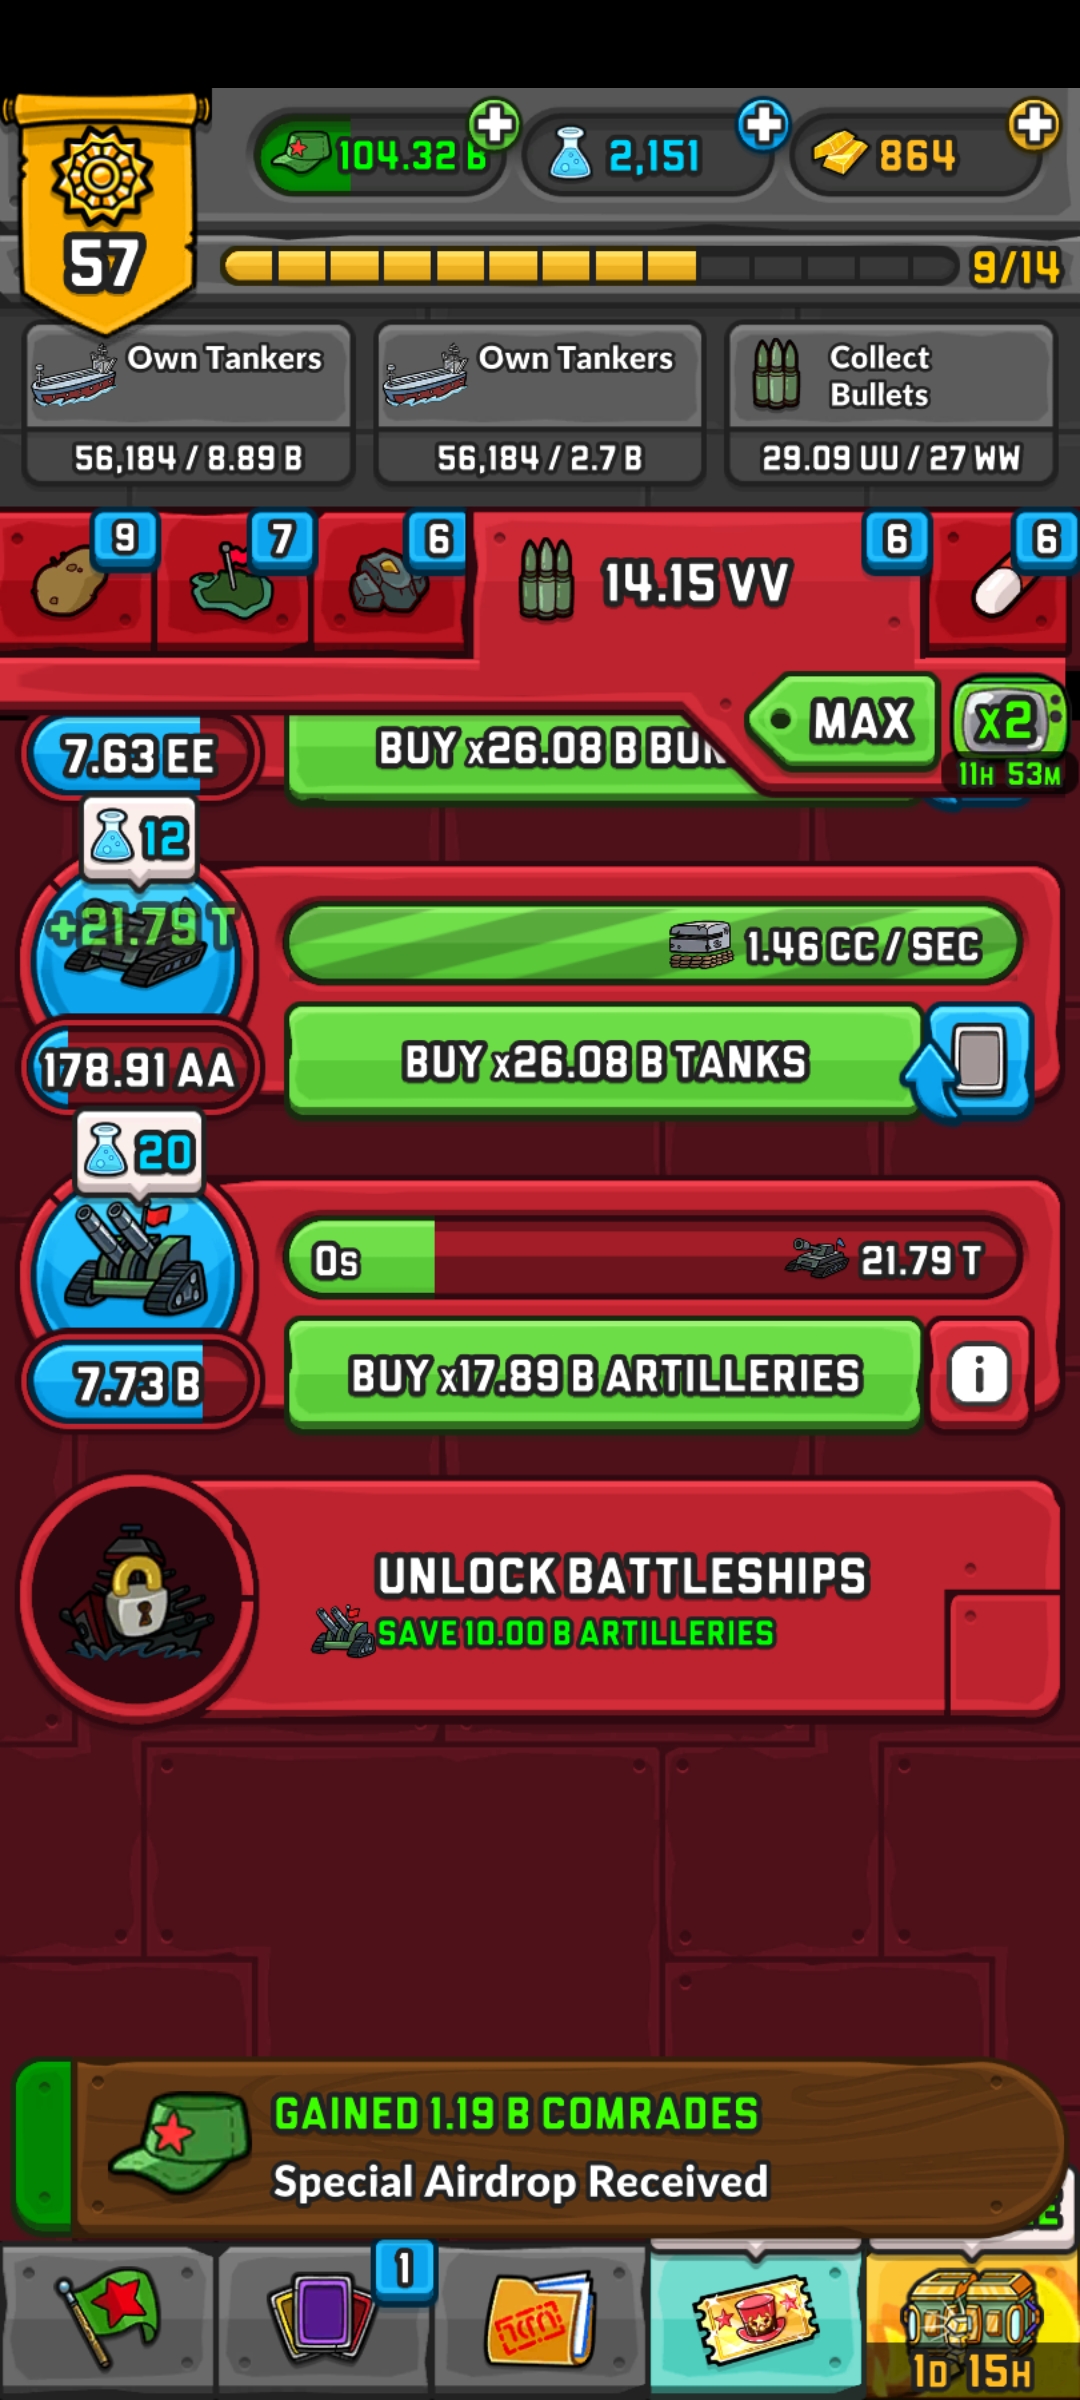 104.32 B
2,151
864
57
9/14
Own Tankers
56,184 / 8.89 B
Own Tankers
56,184 / 2.7 B
Collect
Bullets
29.09 UU / 27 WW
9
7
6
14.15 VV
6
6
MAX
x2
11H 53M
7.63 EE
BUY x26.08 B
12
+21.79 T
1.46 CC / SEC
178.91 AA
BUY x26.08 B TANKS
20
0s
21.79 T
7.73 B
BUY x17.89 B ARTILLERIES
i
UNLOCK BATTLESHIPS
SAVE 10.00 B ARTILLERIES
GAINED 1.19 B COMRADES
Special Airdrop Received
1
1D 15H